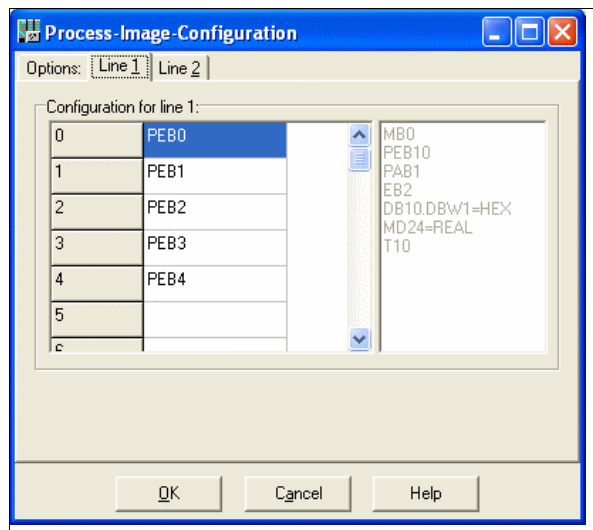 Process-Image-Configuration
Options: Line 1 Line 2
Configuration for line 1:
0 PEB0
1 PEB1
2 PEB2
3 PEB3
4 PEB4
5
6
MB0
PEB10
PAB1
EB2
DB10.DBW1=HEX
MD24=REAL
T10
OK Cancel Help